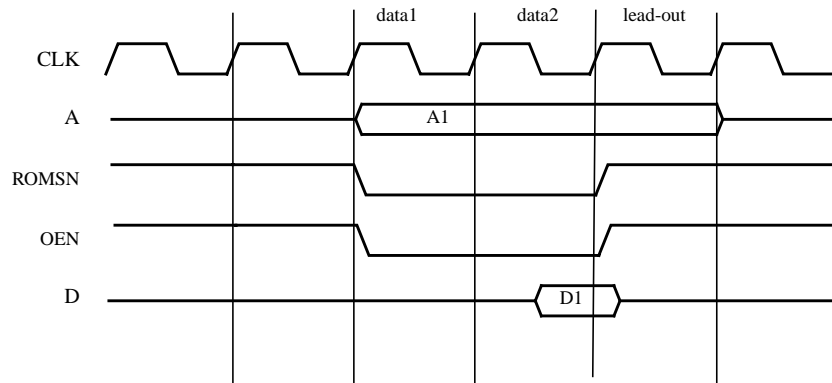 data1 data2 lead-out
CLK
A A1
ROMSN
OEN
D D1